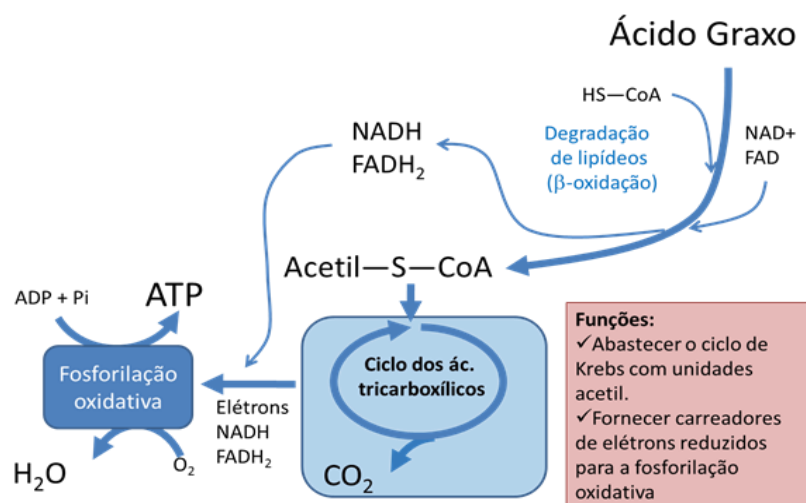 Ácido Graxo
HS—CoA
NADH
FADH₂
Degradação
de lipídeos
(β-oxidação)
NAD+
FAD
Acetil—S—CoA
ADP + Pi
ATP
Fosforilação
oxidativa
Elétrons
NADH
FADH₂
H₂O
O₂
Ciclo dos ác.
tricarboxílicos
CO₂
Funções:
✓Abastecer o ciclo de
Krebs com unidades
acetil.
✓Fornecer carreadores
de elétrons reduzidos
para a fosforilação
oxidativa